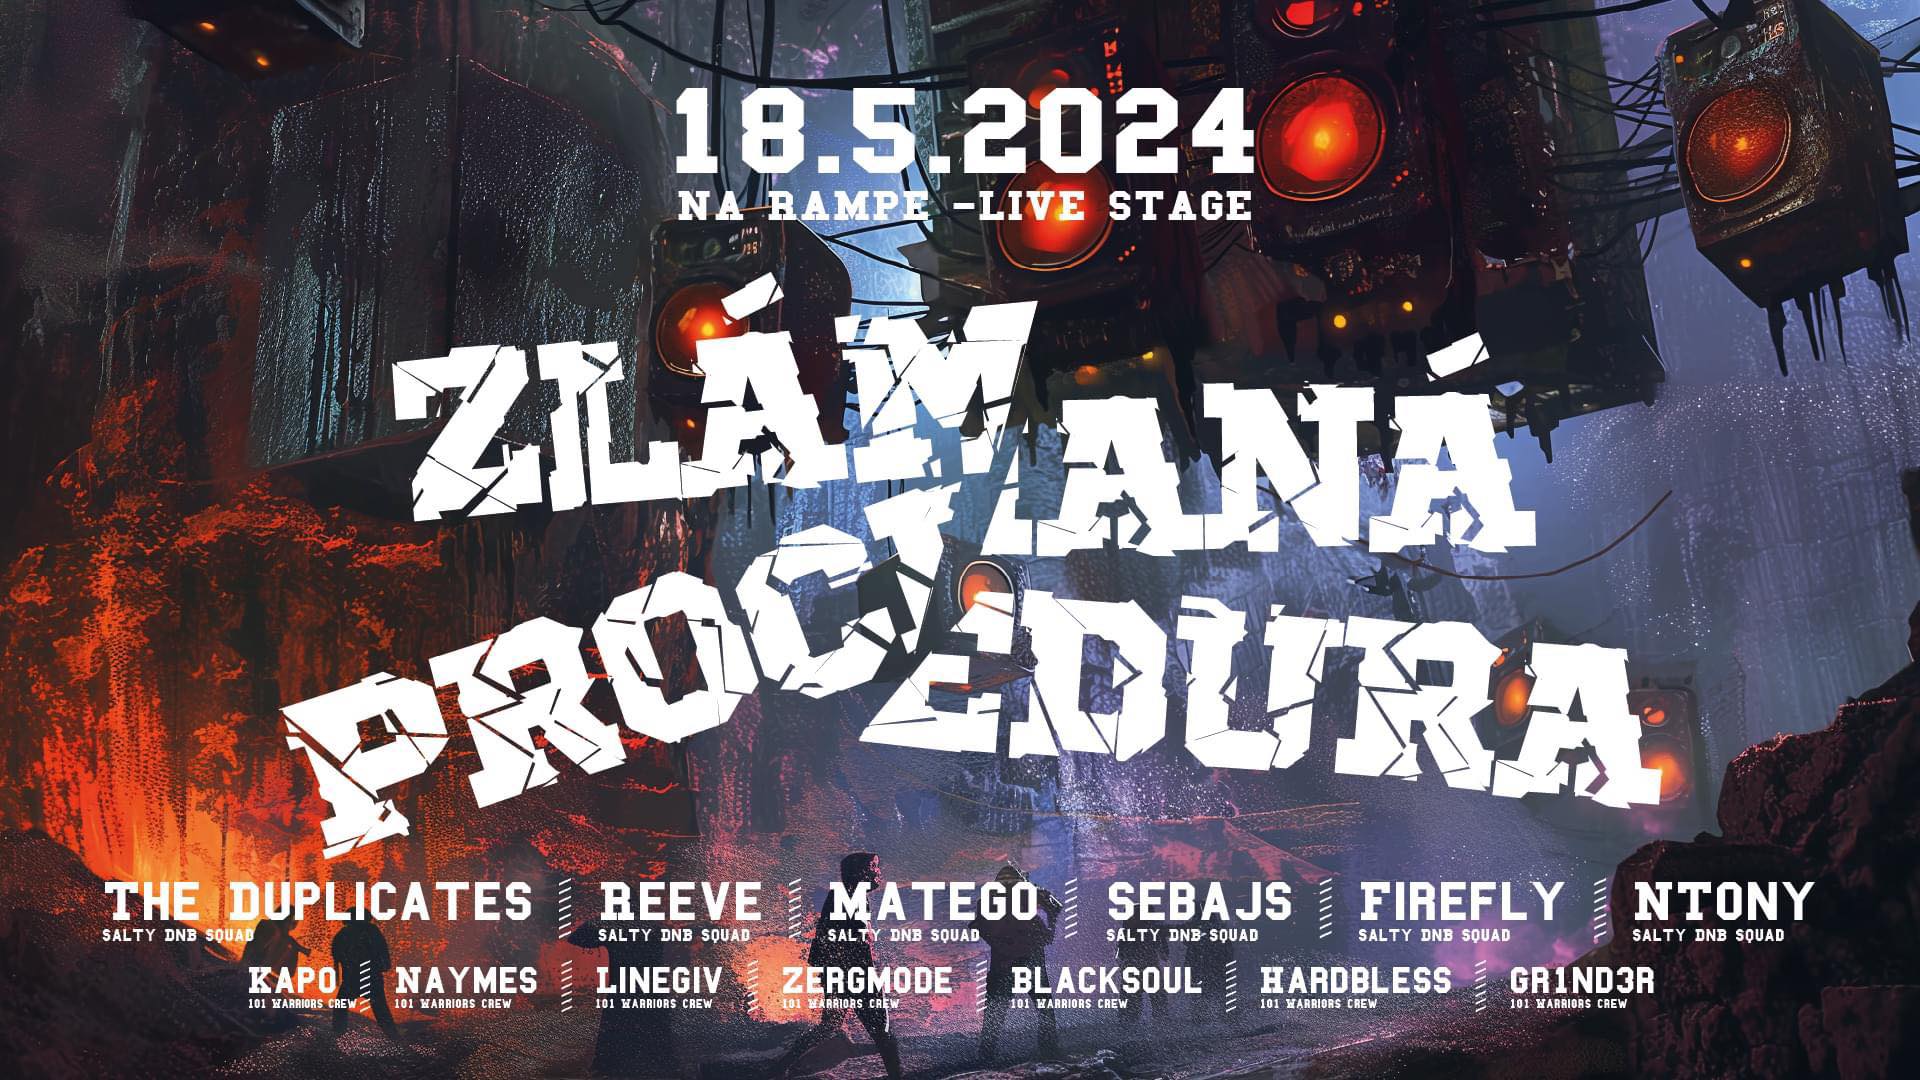 18.5.2024
NA RAMPE -LIVE STAGE
ZLÁMANÁ
PROCEDURA
THE DUPLICATES REEVE MATEGO SEBAJS FIREFLY NTONY
SALTY DNB SQUAD SALTY DNB SQUAD SALTY DNB SQUAD SALTY DNB SQUAD SALTY DNB SQUAD SALTY DNB SQUAD
KAPO NAYMES LINEGIV ZERGMODE BLACKSOUL HARDBLESS GR1ND3R
101 WARRIORS CREW 101 WARRIORS CREW 101 WARRIORS CREW 101 WARRIORS CREW 101 WARRIORS CREW 101 WARRIORS CREW 101 WARRIORS CREW